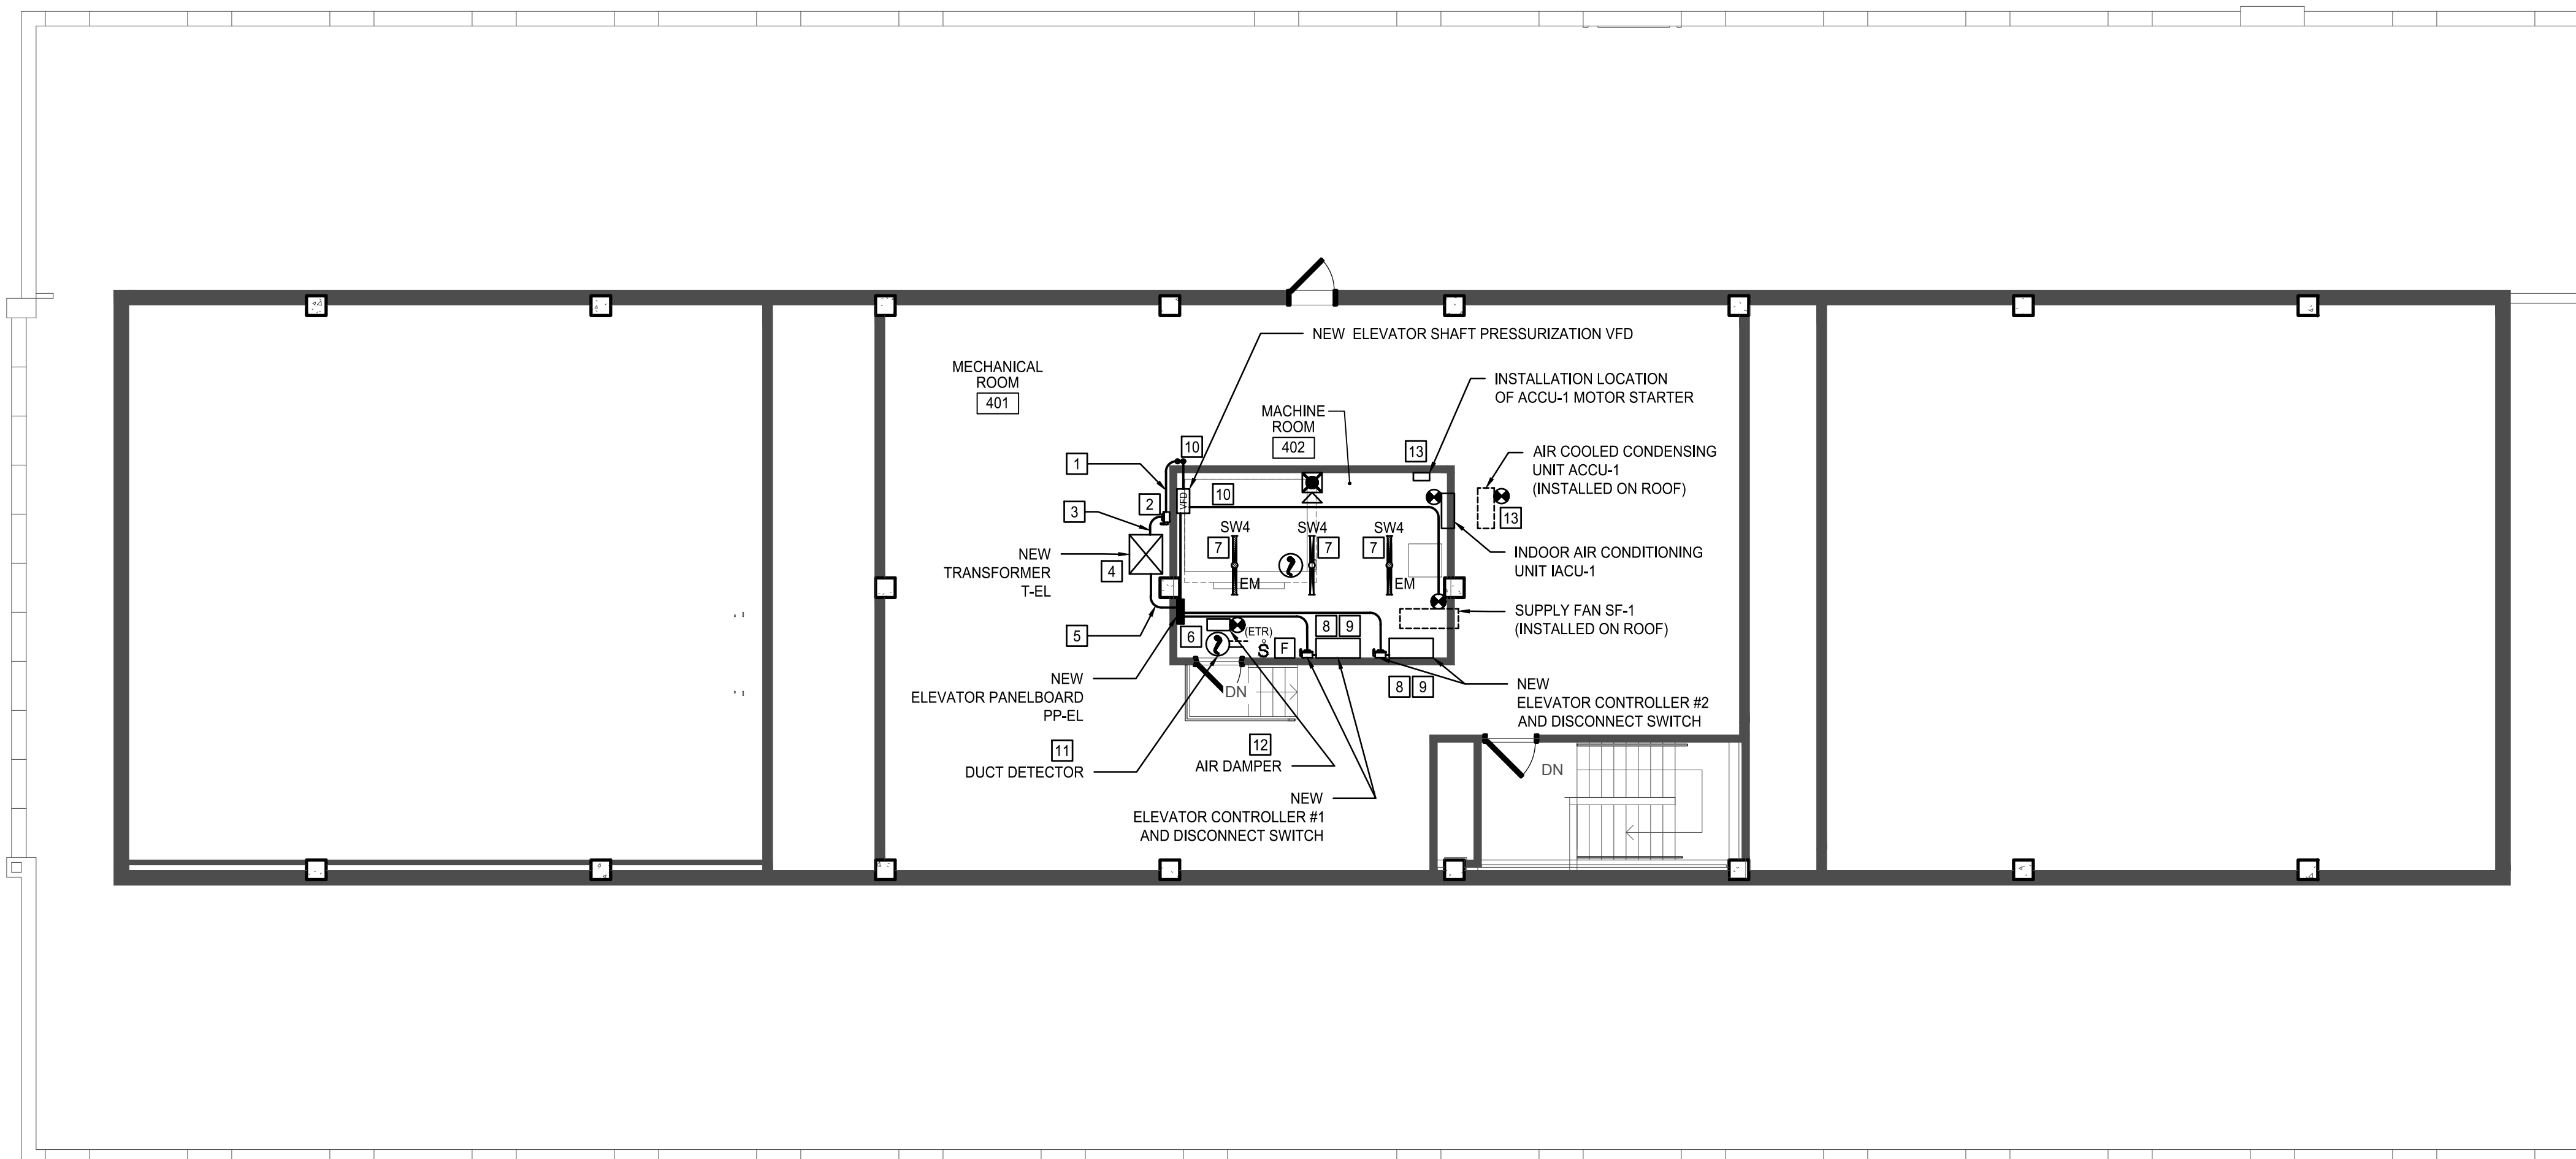 NEW ELEVATOR SHAFT PRESSURIZATION VFD
MECHANICAL
ROOM
401
INSTALLATION LOCATION
OF ACCU-1 MOTOR STARTER
MACHINE
ROOM
402
10
13
1
AIR COOLED CONDENSING
UNIT ACCU-1
(INSTALLED ON ROOF)
2
VFD
10
3
13
SW4
SW4
SW4
7
7
7
NEW
TRANSFORMER
T-EL
4
INDOOR AIR CONDITIONING
UNIT IACU-1
EM
EM
SUPPLY FAN SF-1
(INSTALLED ON ROOF)
5
6
(ETR)
8
9
S
F
NEW
ELEVATOR PANELBOARD
PP-EL
DN
8
9
NEW
ELEVATOR CONTROLLER #2
AND DISCONNECT SWITCH
11
DUCT DETECTOR
12
AIR DAMPER
DN
NEW
ELEVATOR CONTROLLER #1
AND DISCONNECT SWITCH